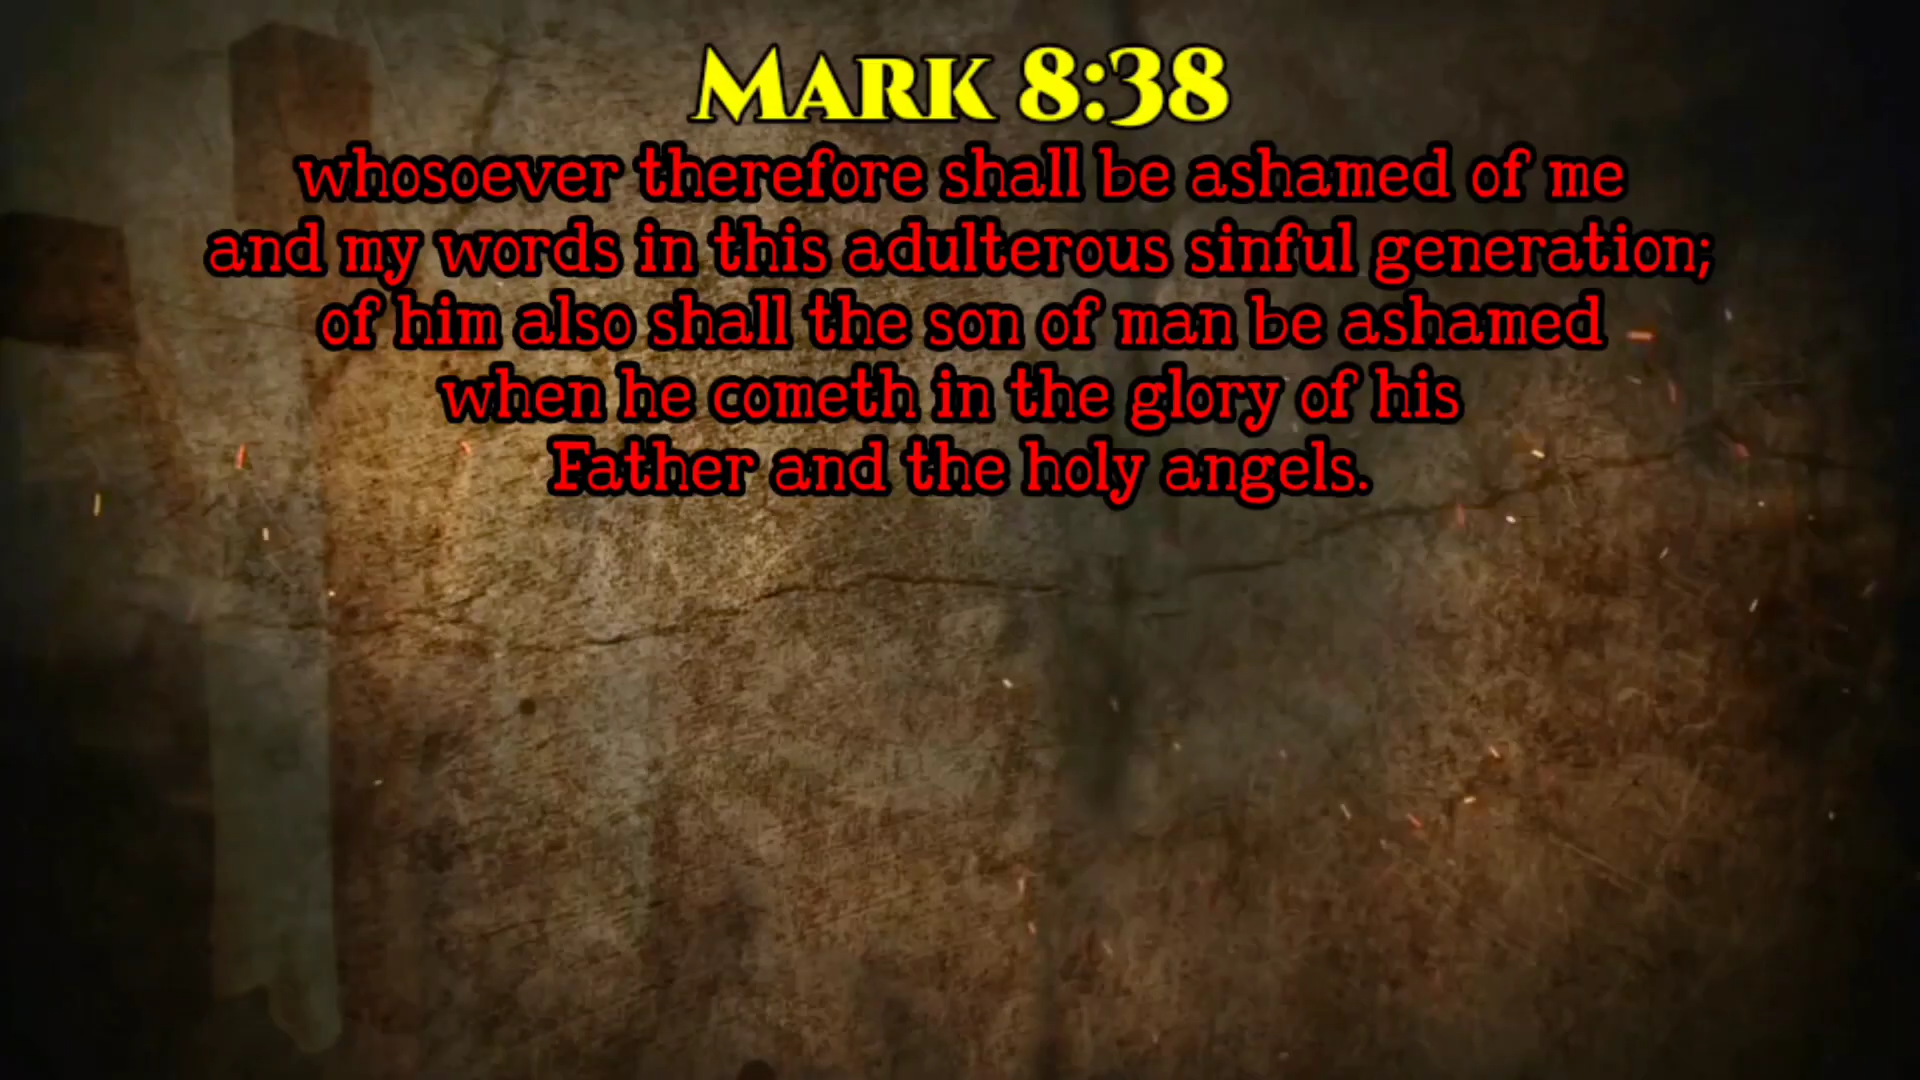 Mark 8:38
whosoever therefore shall be ashamed of me
and my words in this adulterous sinful generation;
of him also shall the son of man be ashamed
when he cometh in the glory of his
Father and the holy angels.